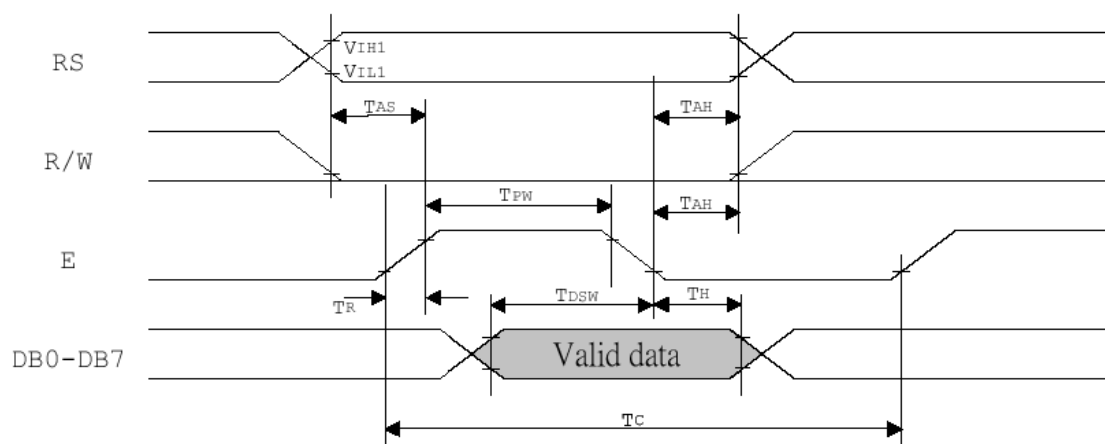 RS
VIH1
VIL1
TAS
TAH
R/W
TPW
TAH
E
TR
TDSW
TH
DB0-DB7
Valid data
TC